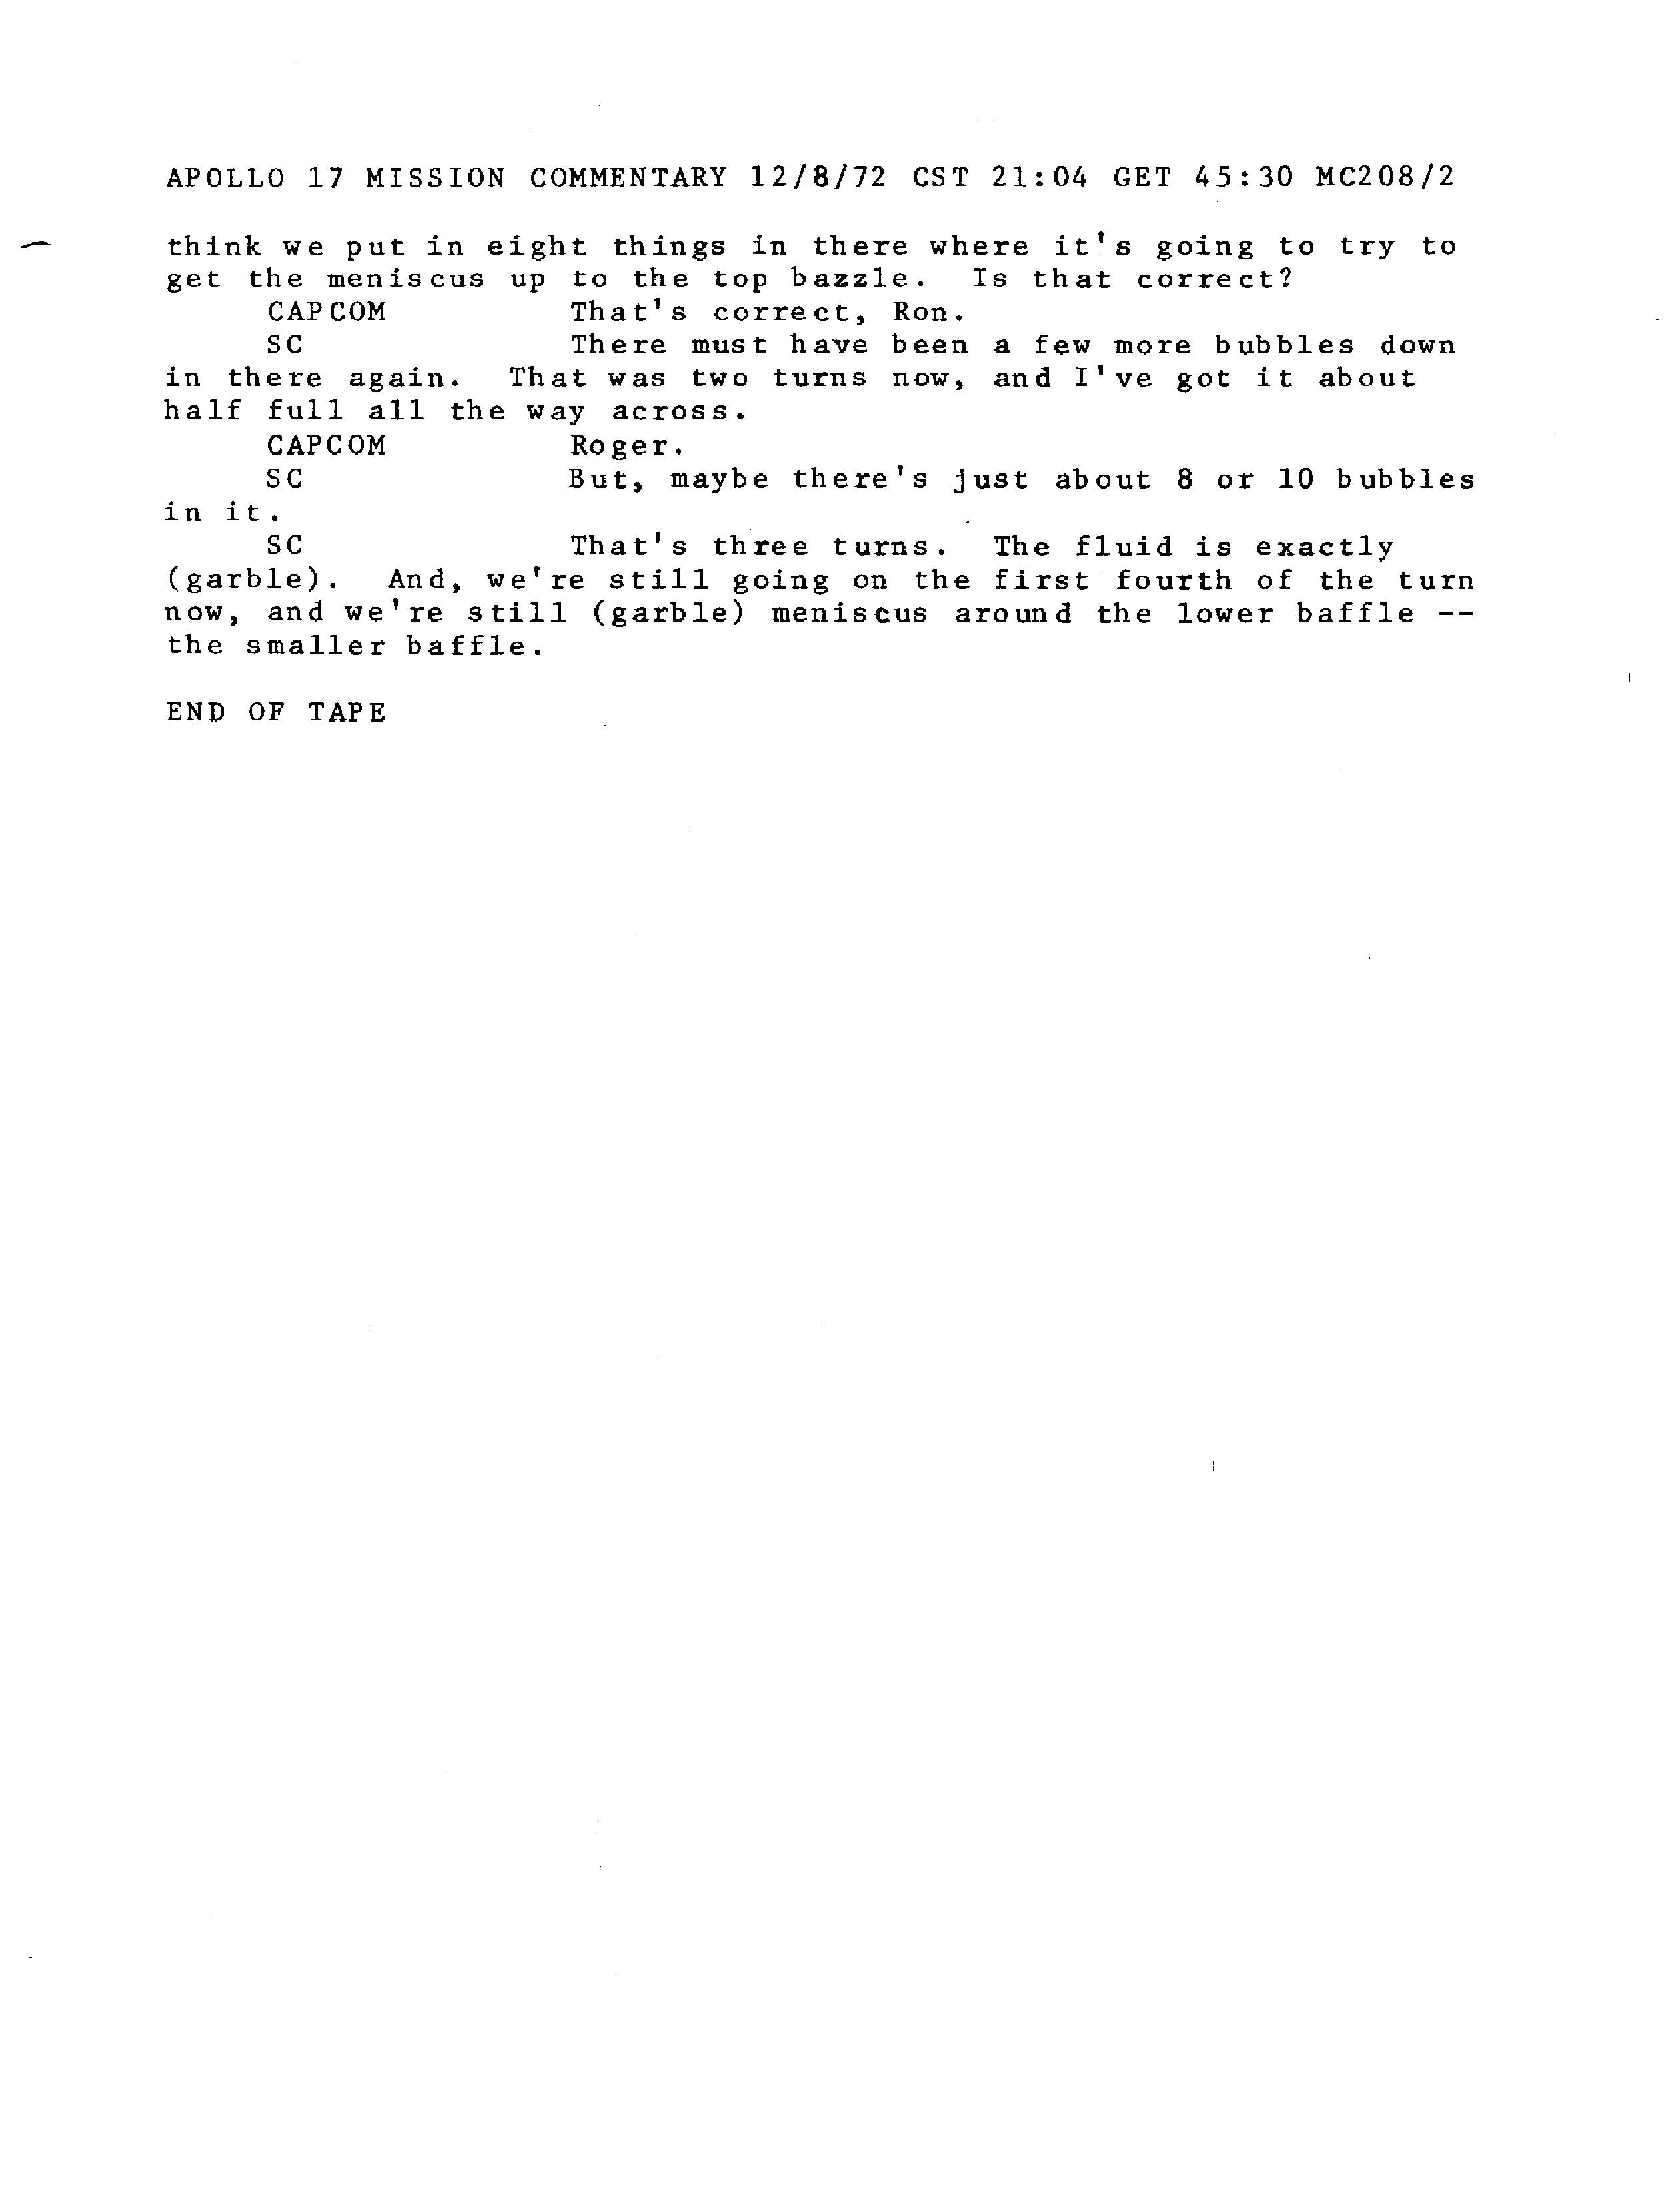 APOLLO 17 MISSION COMMENTARY 12/8/72 CST 21:04 GET 45:30 MC208/2
think we put in eight things in there where it's going to try to
get the meniscus up to the top bazzle. Is that correct?
CAPCOM That's correct, Ron.
SC There must have been a few more bubbles down
in there again. That was two turns now, and I've got it about
half full all the way across.
CAPCOM Roger.
SC But, maybe there's just about 8 or 10 bubbles
in it.
SC That's three turns. The fluid is exactly
(garble). And, we're still going on the first fourth of the turn
now, and we're still (garble) meniscus around the lower baffle --
the smaller baffle.
END OF TAPE